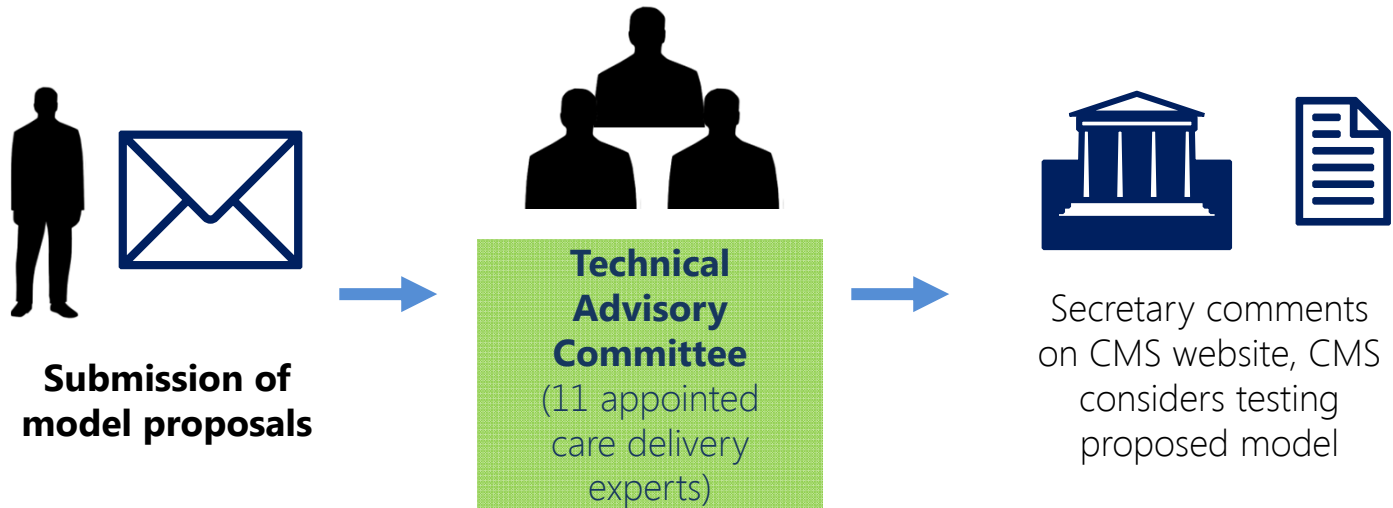 Submission of
model proposals
Technical
Advisory
Committee
(11 appointed
care delivery
experts)
Secretary comments
on CMS website, CMS
considers testing
proposed model